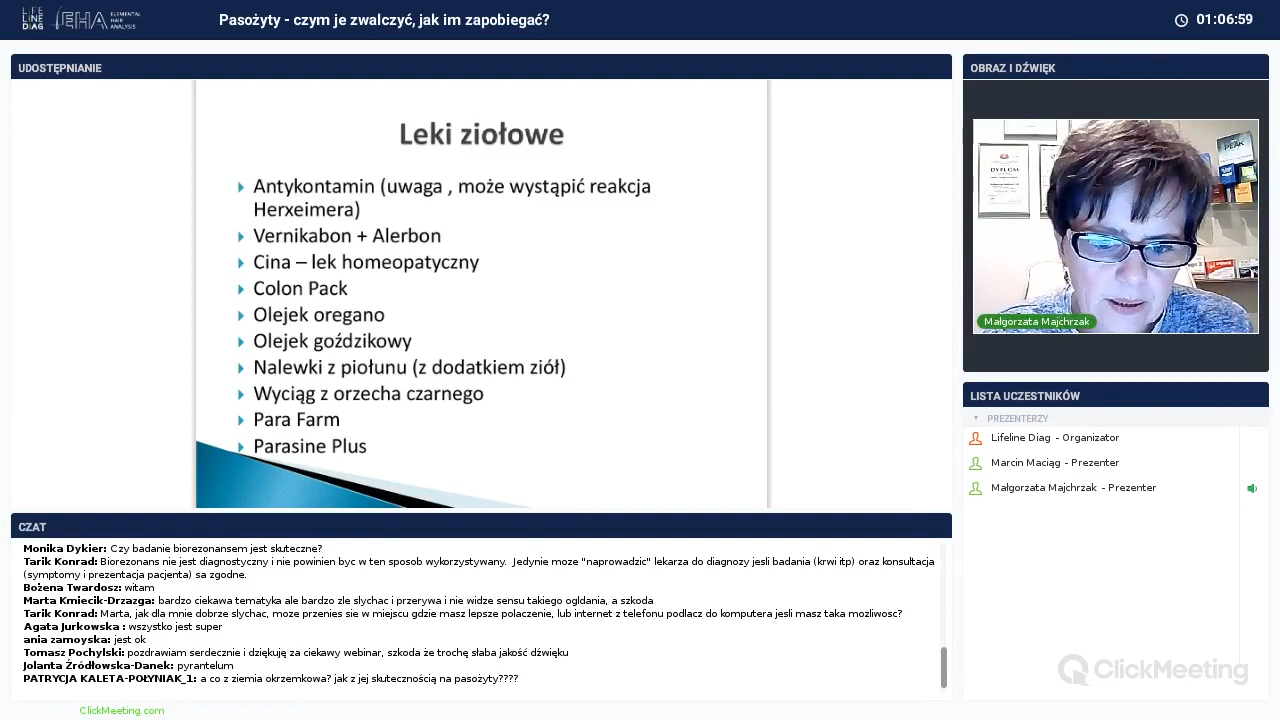 LIFE
LINE
DIAG
EHA
ELEMENTAL
HAIR
ANALYSIS
Pasożyty - czym je zwalczyć, jak im zapobiegać?
01:06:59
UDOSTĘPNIANIE
Leki ziołowe
Antykontamin (uwaga , może wystąpić reakcja
Herxeimera)
Vernikabon + Alerbon
Cina – lek homeopatyczny
Colon Pack
Olejek oregano
Olejek goździkowy
Nalewki z piołunu (z dodatkiem ziół)
Wyciąg z orzecha czarnego
Para Farm
Parasine Plus
OBRAZ I DŹWIĘK
DYPLOM
PEAK
Małgorzata Majchrzak
LISTA UCZESTNIKÓW
PREZENTERZY
Lifeline Diag - Organizator
Marcin Maciąg - Prezenter
Małgorzata Majchrzak - Prezenter
CZAT
Monika Dykier: Czy badanie biorezonansem jest skuteczne?
Tarik Konrad: Biorezonans nie jest diagnostyczny i nie powinien byc w ten sposob wykorzystywany. Jedynie moze "naprowadzic" lekarza do diagnozy jesli badania (krwi itp) oraz konsultacja
(symptomy i prezentacja pacjenta) sa zgodne.
Bożena Twardosz: witam
Marta Kmiecik-Drzazga: bardzo ciekawa tematyka ale bardzo zle slychac i przerywa i nie widze sensu takiego ogldania, a szkoda
Tarik Konrad: Marta, jak dla mnie dobrze slychac, moze przenies sie w miejscu gdzie masz lepsze polaczenie, lub internet z telefonu podlacz do komputera jesli masz taka mozliwosc?
Agata Jurkowska : wszystko jest super
ania zamoyska: jest ok
Tomasz Pochylski: pozdrawiam serdecznie i dziękuję za ciekawy webinar, szkoda że trochę słaba jakość dźwięku
Jolanta Źródłowska-Danek: pyrantelum
PATRYCJA KALETA-POŁYNIAK_1: a co z ziemia okrzemkowa? jak z jej skutecznością na pasożyty????
ClickMeeting
ClickMeeting.com